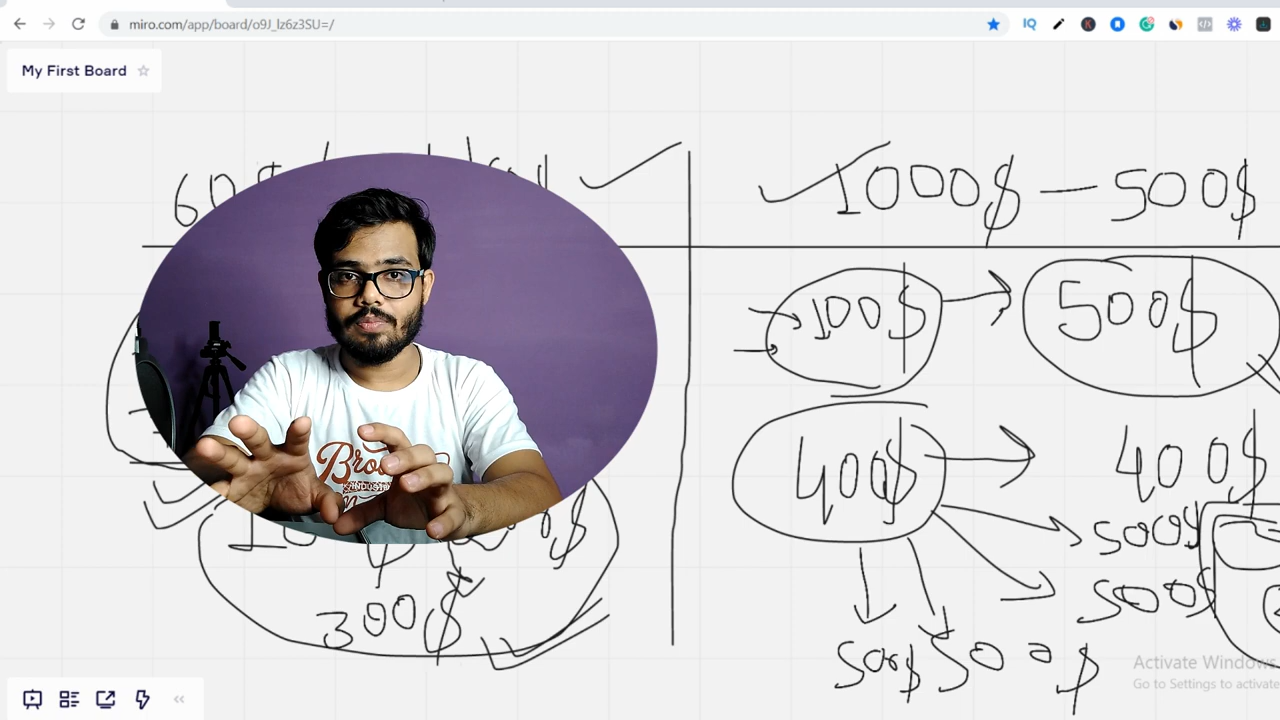 miro.com/app/board/o9J_lz6z3SU=/
My First Board
1000$ — 500$
100$ → 500$
400$ → 400$
500$
500$
300$
500$ 500$
Activate Windows
Go to Settings to activate